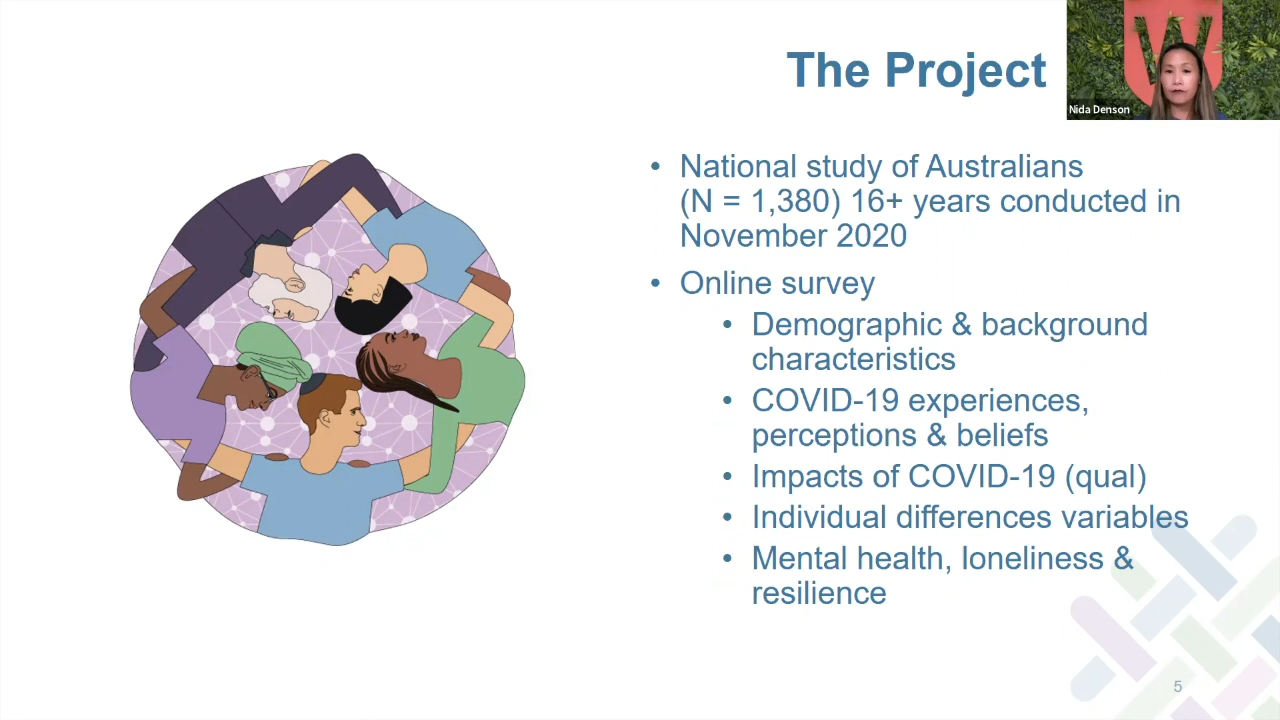 The Project
W
Nida Denson
• National study of Australians
(N = 1,380) 16+ years conducted in
November 2020
• Online survey
• Demographic & background
characteristics
• COVID-19 experiences,
perceptions & beliefs
• Impacts of COVID-19 (qual)
• Individual differences variables
• Mental health, loneliness &
resilience
5